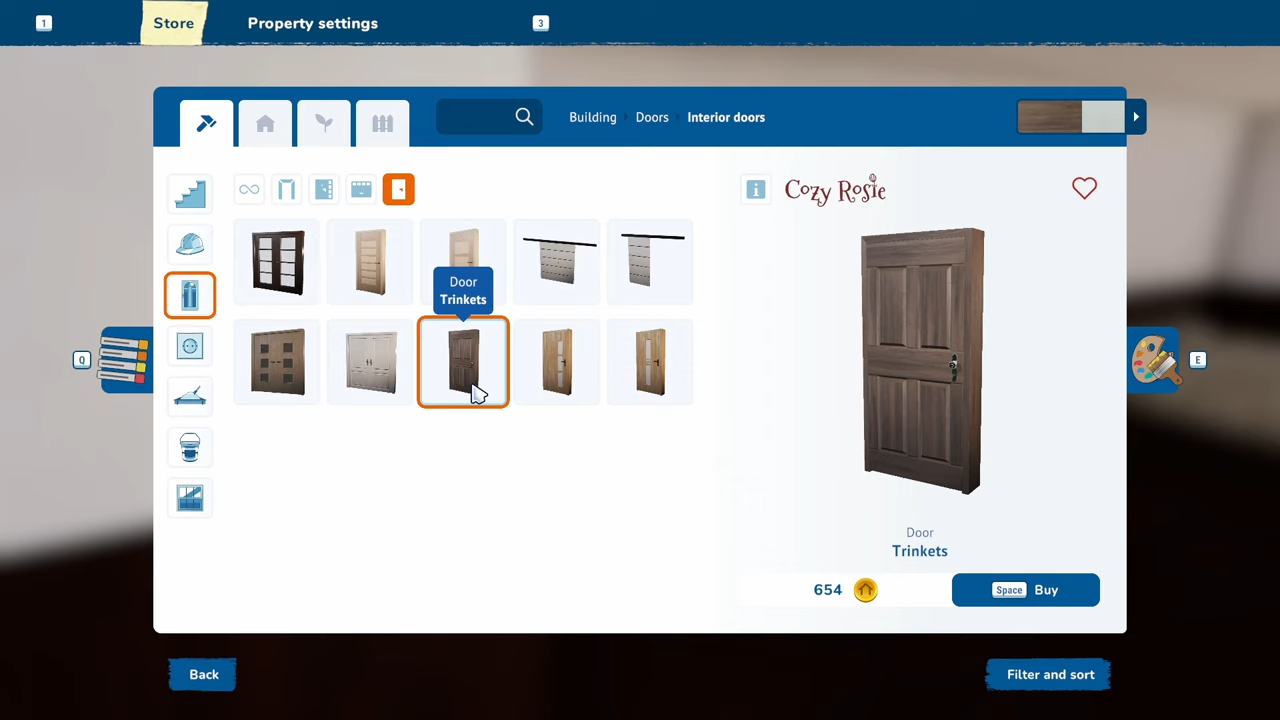 1
Store
Property settings
3
Building
Doors
Interior doors
Cozy Rosie
Door
Trinkets
Q
E
Door
Trinkets
654
Space
Buy
Back
Filter and sort